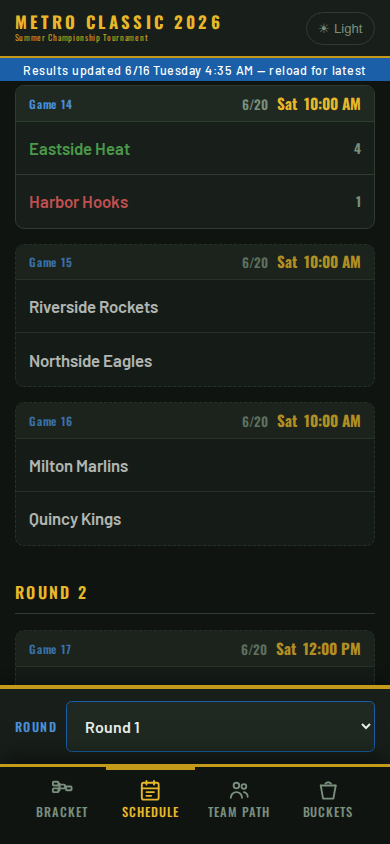 METRO CLASSIC 2026
Summer Championship Tournament
☀ Light
Results updated 6/16 Tuesday 4:35 AM — reload for latest
Game 14 6/20 Sat 10:00 AM
Eastside Heat 4
Harbor Hooks 1
Game 15 6/20 Sat 10:00 AM
Riverside Rockets
Northside Eagles
Game 16 6/20 Sat 10:00 AM
Milton Marlins
Quincy Kings
ROUND 2
Game 17 6/20 Sat 12:00 PM
ROUND Round 1
BRACKET SCHEDULE TEAM PATH BUCKETS